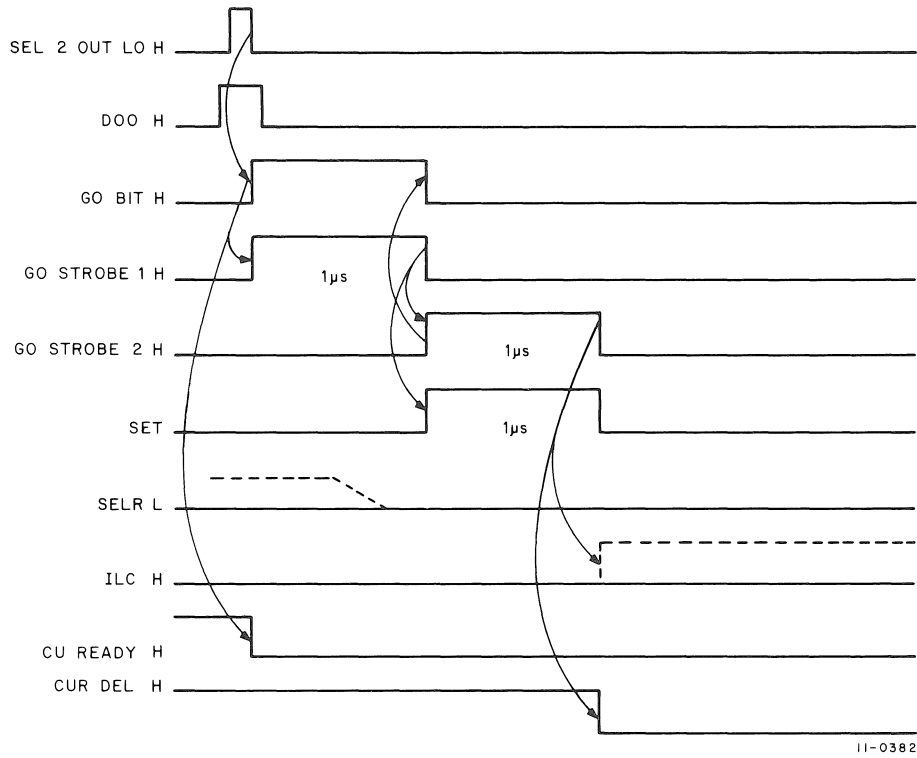 SEL 2 OUT LO H
DOO H
GO BIT H
GO STROBE 1 H
1µs
GO STROBE 2 H
1µs
SET
1µs
SELR L
ILC H
CU READY H
CUR DEL H
11-0382